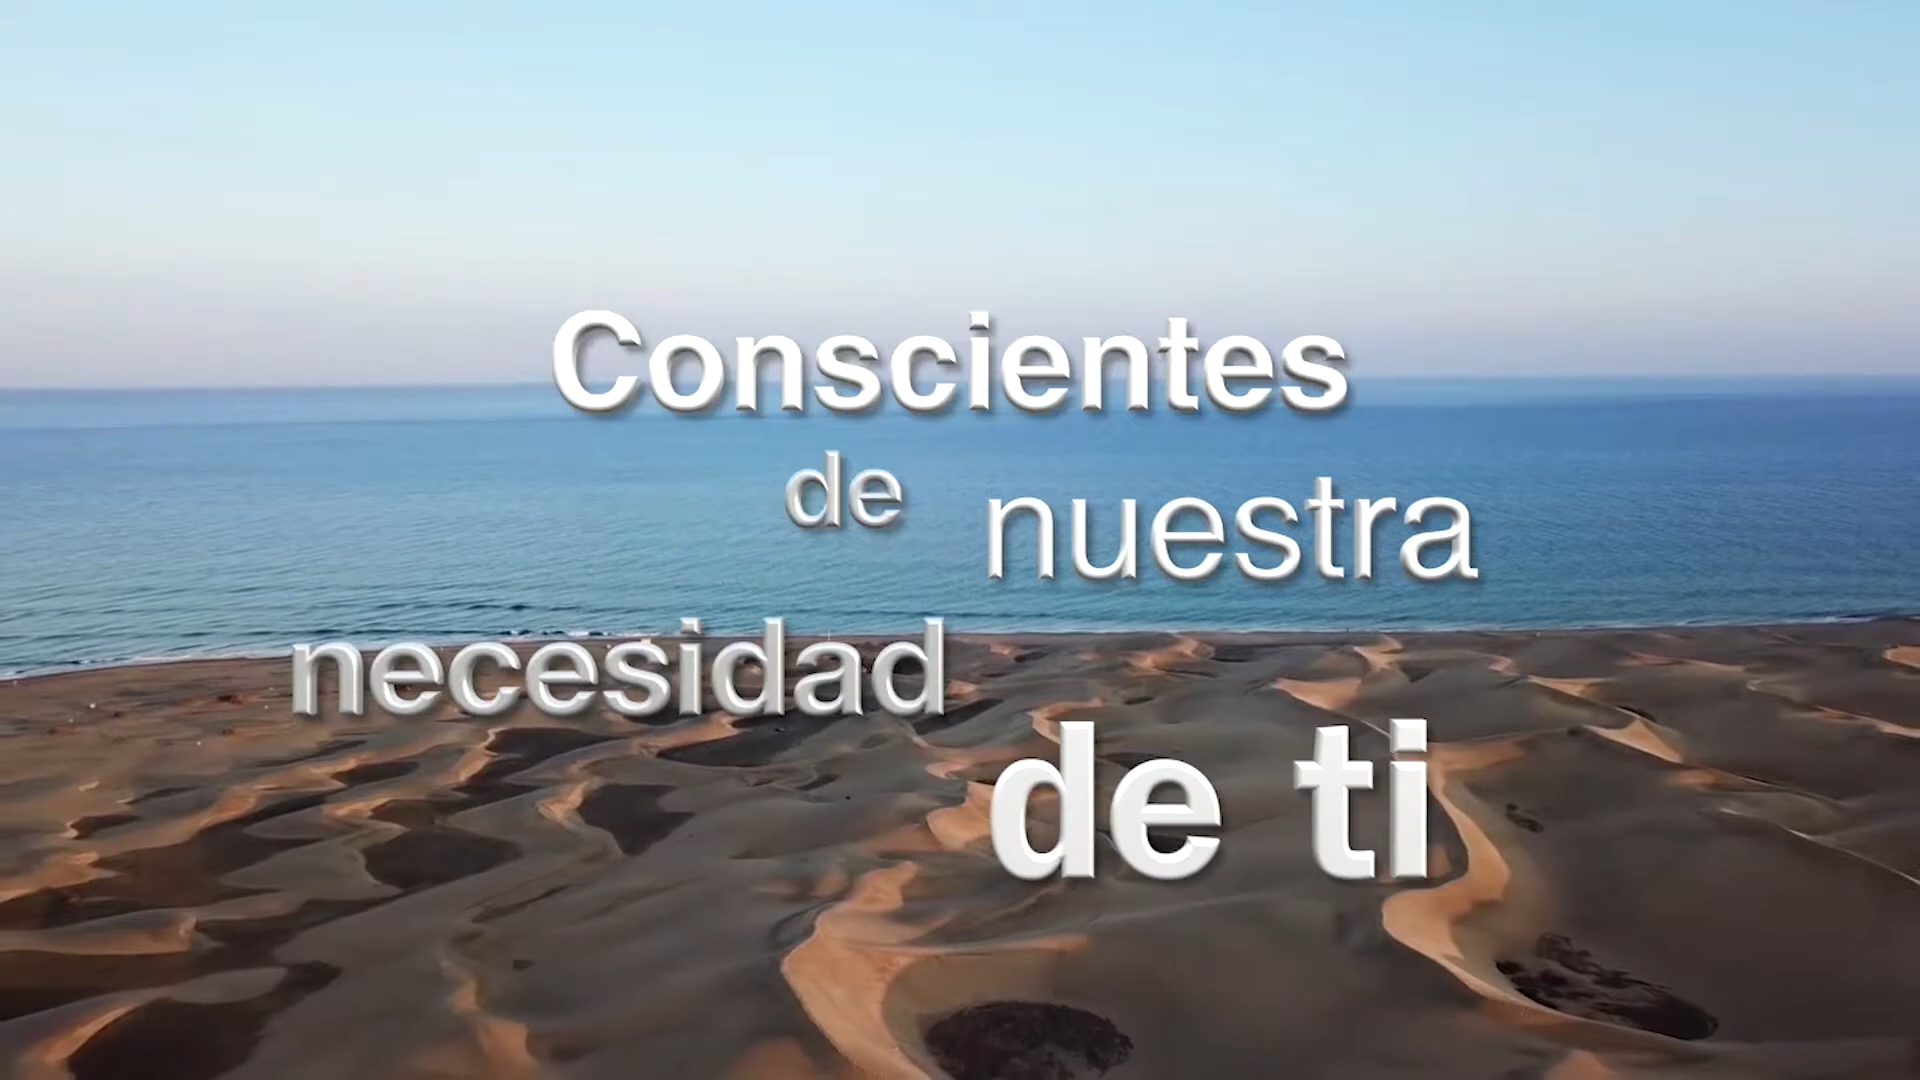 Conscientes
de nuestra
necesidad
de ti